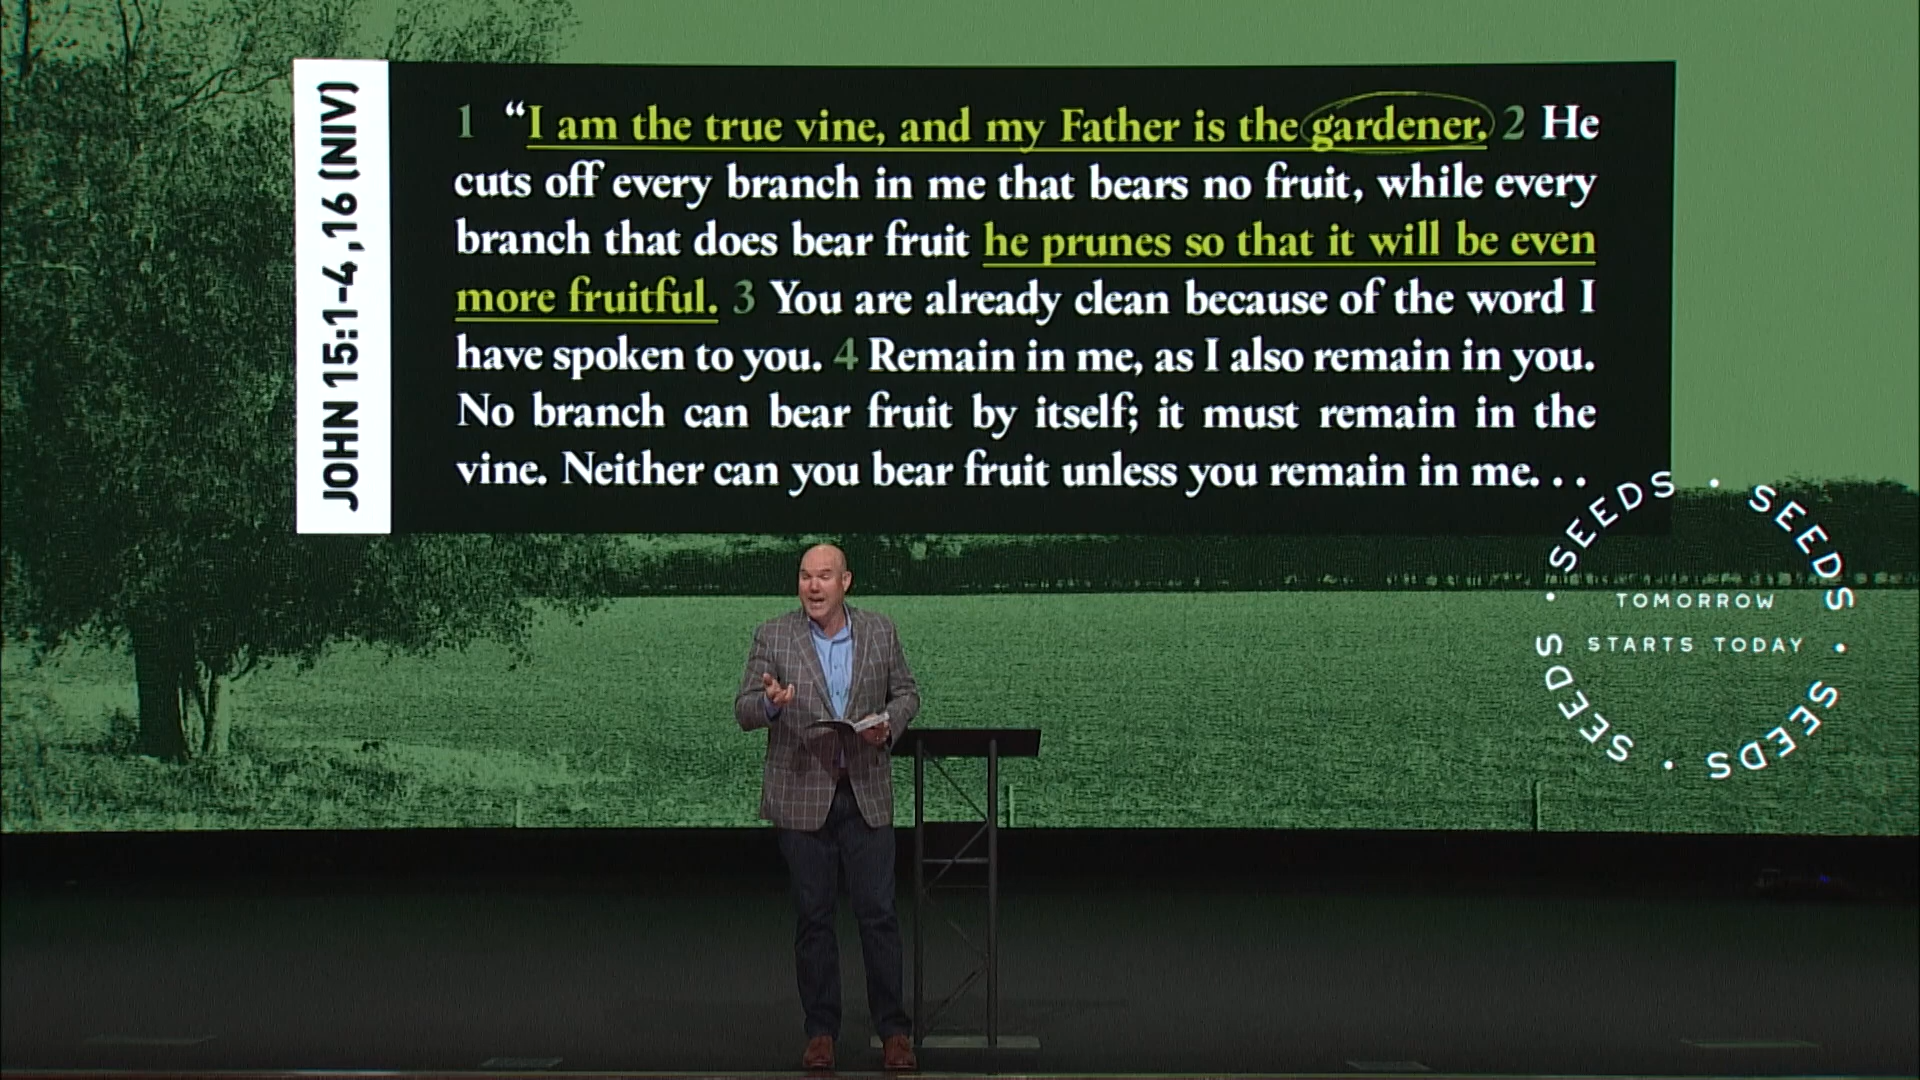 JOHN 15:1-4,16 (NIV)
1 “I am the true vine, and my Father is the gardener. 2 He
cuts off every branch in me that bears no fruit, while every
branch that does bear fruit he prunes so that it will be even
more fruitful. 3 You are already clean because of the word I
have spoken to you. 4 Remain in me, as I also remain in you.
No branch can bear fruit by itself; it must remain in the
vine. Neither can you bear fruit unless you remain in me. . .
SEEDS · SEEDS · SEEDS · SEEDS ·
TOMORROW
STARTS TODAY